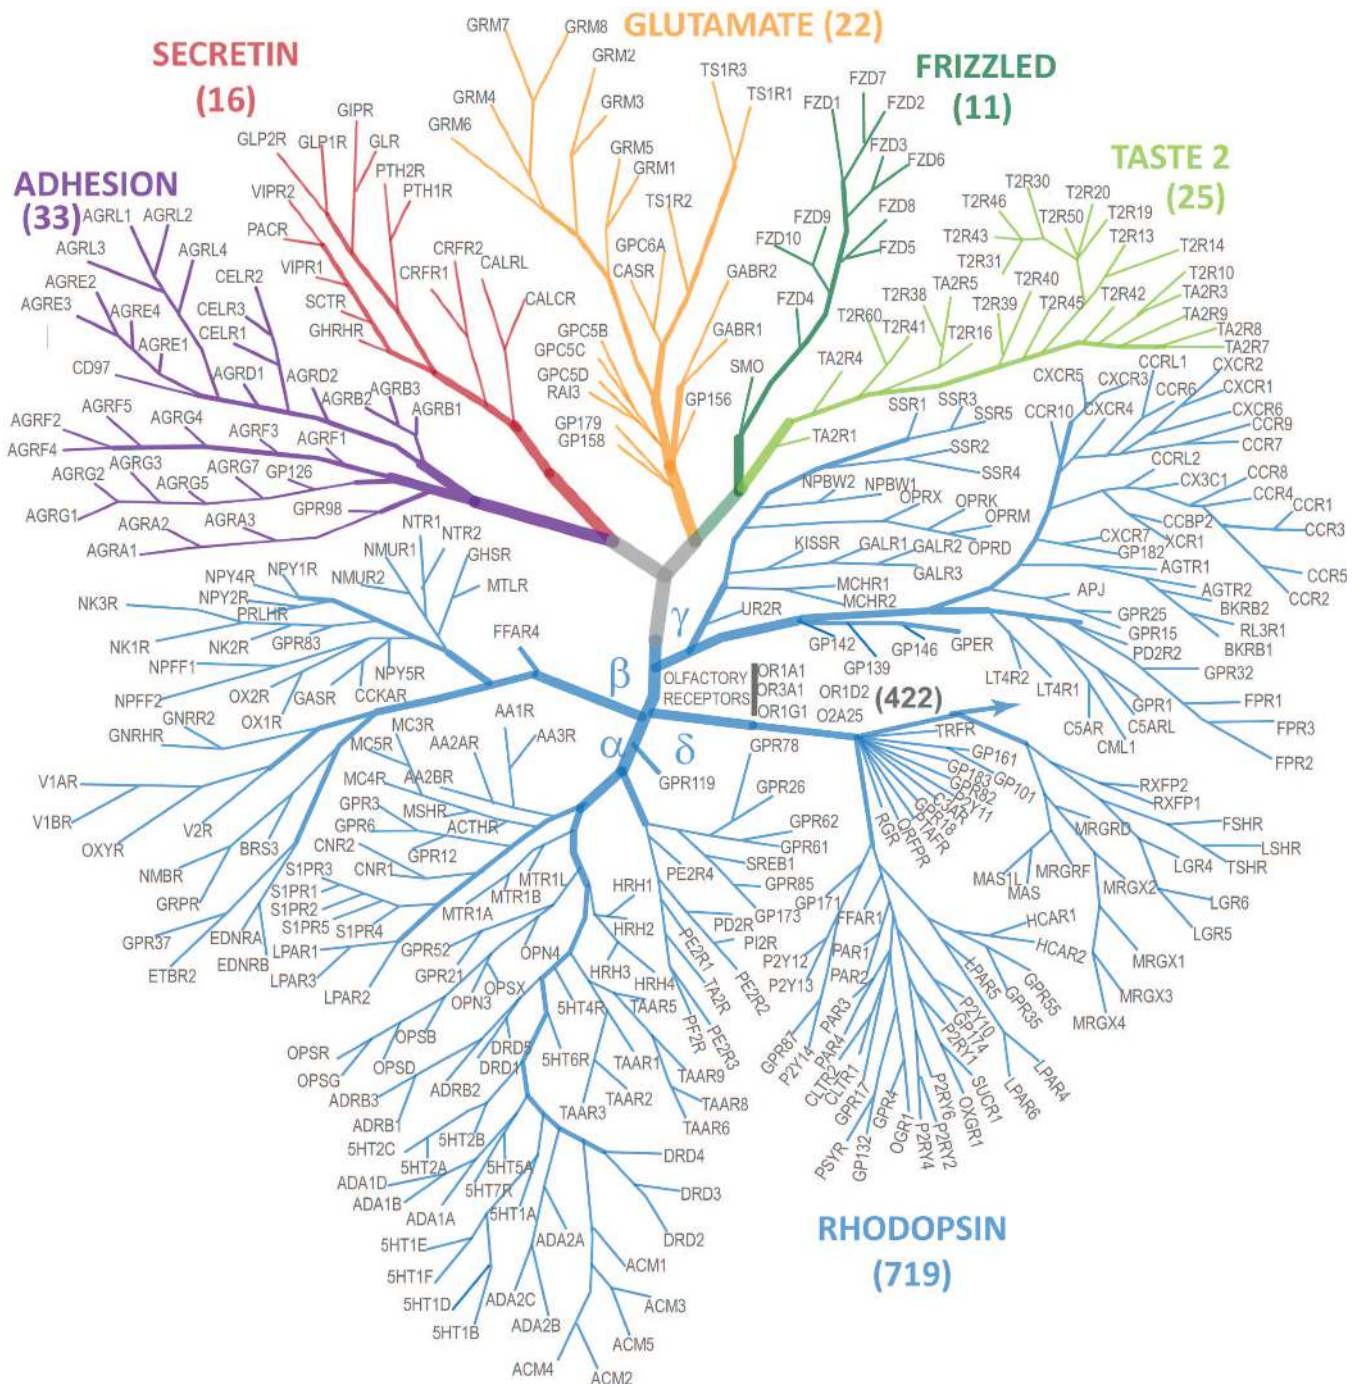 GLUTAMATE (22)
SECRETIN
(16)
FRIZZLED
(11)
TASTE 2
(25)
ADHESION
(33)
GRM7
GRM8
GRM2
GRM4
GRM3
GRM6
GRM5
GRM1
TS1R3
TS1R1
TS1R2
GPC6A
CASR
GABR2
GPC5B
GABR1
GPC5C
GPC5D
RAI3
GP156
GP179
GP158
GIPR
GLP2R
GLP1R
GLR
PTH2R
PTH1R
VIPR2
PACR
VIPR1
SCTR
GHRHR
CRFR2
CRFR1
CALRL
CALCR
FZD7
FZD1
FZD2
FZD3
FZD6
FZD9
FZD8
FZD10
FZD5
FZD4
SMO
T2R30
T2R46
T2R20
T2R50
T2R19
T2R43
T2R13
T2R31
T2R14
T2R40
T2R10
TA2R5
T2R38
T2R39
T2R42
TA2R3
T2R45
TA2R9
T2R60
T2R41
T2R16
TA2R8
TA2R7
TA2R4
TA2R1
AGRL1
AGRL2
AGRL3
AGRL4
AGRE2
CELR2
AGRE3
AGRE4
CELR3
CELR1
AGRE1
CD97
AGRD1
AGRD2
AGRB3
AGRB2
AGRB1
AGRF2
AGRF5
AGRG4
AGRF3
AGRF1
AGRF4
AGRG3
AGRG7
GP126
AGRG2
AGRG5
GPR98
AGRG1
AGRA2
AGRA3
AGRA1
SSR1
SSR3
SSR5
SSR2
SSR4
NPBW2
NPBW1
OPRX
OPRK
OPRM
OPRD
KISSR
GALR1
GALR2
GALR3
MCHR1
MCHR2
UR2R
CXCR5
CXCR3
CCRL1
CXCR2
CCR6
CXCR1
CCR10
CXCR4
CXCR6
CCR9
CCR7
CCRL2
CX3C1
CCR8
CCR4
CCR1
CCR3
CCBP2
CXCR7
XCR1
GP182
AGTR1
CCR5
CCR2
AGTR2
APJ
BKRB2
GPR25
RL3R1
GPR15
BKRB1
PD2R2
GPR32
GP142
GP139
GP146
GPER
LT4R2
LT4R1
GPR1
FPR1
C5AR
C5ARL
FPR3
CML1
FPR2
NTR1
NTR2
NMUR1
GHSR
NPY4R
NPY1R
NMUR2
MTLR
NK3R
NPY2R
PRLHR
NK1R
NK2R
GPR83
FFAR4
NPFF1
NPY5R
NPFF2
OX2R
GASR
CCKAR
GNRR2
OX1R
GNRHR
V1AR
V1BR
V2R
OXYR
BRS3
NMBR
GRPR
GPR37
EDNRA
ETBR2
EDNRB
γ
β
α
δ
OLFACTORY
RECEPTORS
OR1A1
OR3A1
OR1G1
OR1D2
O2A25
(422)
GPR78
GPR119
MC3R
AA1R
MC5R
AA2AR
AA3R
MC4R
AA2BR
GPR3
MSHR
GPR6
ACTHR
CNR2
GPR12
CNR1
S1PR3
S1PR1
S1PR2
S1PR5
S1PR4
MTR1L
MTR1B
MTR1A
LPAR1
LPAR3
LPAR2
GPR52
GPR21
OPN4
OPN3
OPSX
OPSR
OPSB
OPSG
OPSD
HRH1
HRH2
HRH3
HRH4
5HT4R
TAAR5
DRD5
DRD1
5HT6R
TAAR1
TAAR9
ADRB3
ADRB2
TAAR2
TAAR8
ADRB1
TAAR3
TAAR6
5HT2C
5HT2B
5HT2A
5HT5A
ADA1D
ADA1B
5HT7R
ADA1A
5HT1A
DRD4
DRD3
DRD2
5HT1E
ADA2A
5HT1F
ACM1
5HT1D
ADA2C
ACM3
5HT1B
ADA2B
ACM5
ACM4
ACM2
GPR26
GPR62
GPR61
PE2R4
SREB1
GPR85
GP173
PD2R
PI2R
PE2R1
TA2R
PE2R2
PF2R
PE2R3
TRFR
GP161
GP101
GP183
GPR82
P2Y11
C3AR
GPR18
PTAFR
QRFPR
RGR
RXFP2
RXFP1
MRGRD
FSHR
LSHR
TSHR
LGR4
MAS1L
MAS
MRGRF
MRGX2
LGR6
LGR5
MRGX1
MRGX3
MRGX4
HCAR1
HCAR2
GP171
FFAR1
P2Y12
PAR1
P2Y13
PAR2
LPAR5
GPR55
GPR35
PAR3
P2Y10
GP174
GPR87
P2Y14
PAR4
P2RY1
CLTR2
CLTR1
LPAR4
LPAR6
SUCR1
GPR17
OXGR1
GPR4
P2RY6
PSYR
GP132
OGR1
P2RY4
P2RY2
RHODOPSIN
(719)